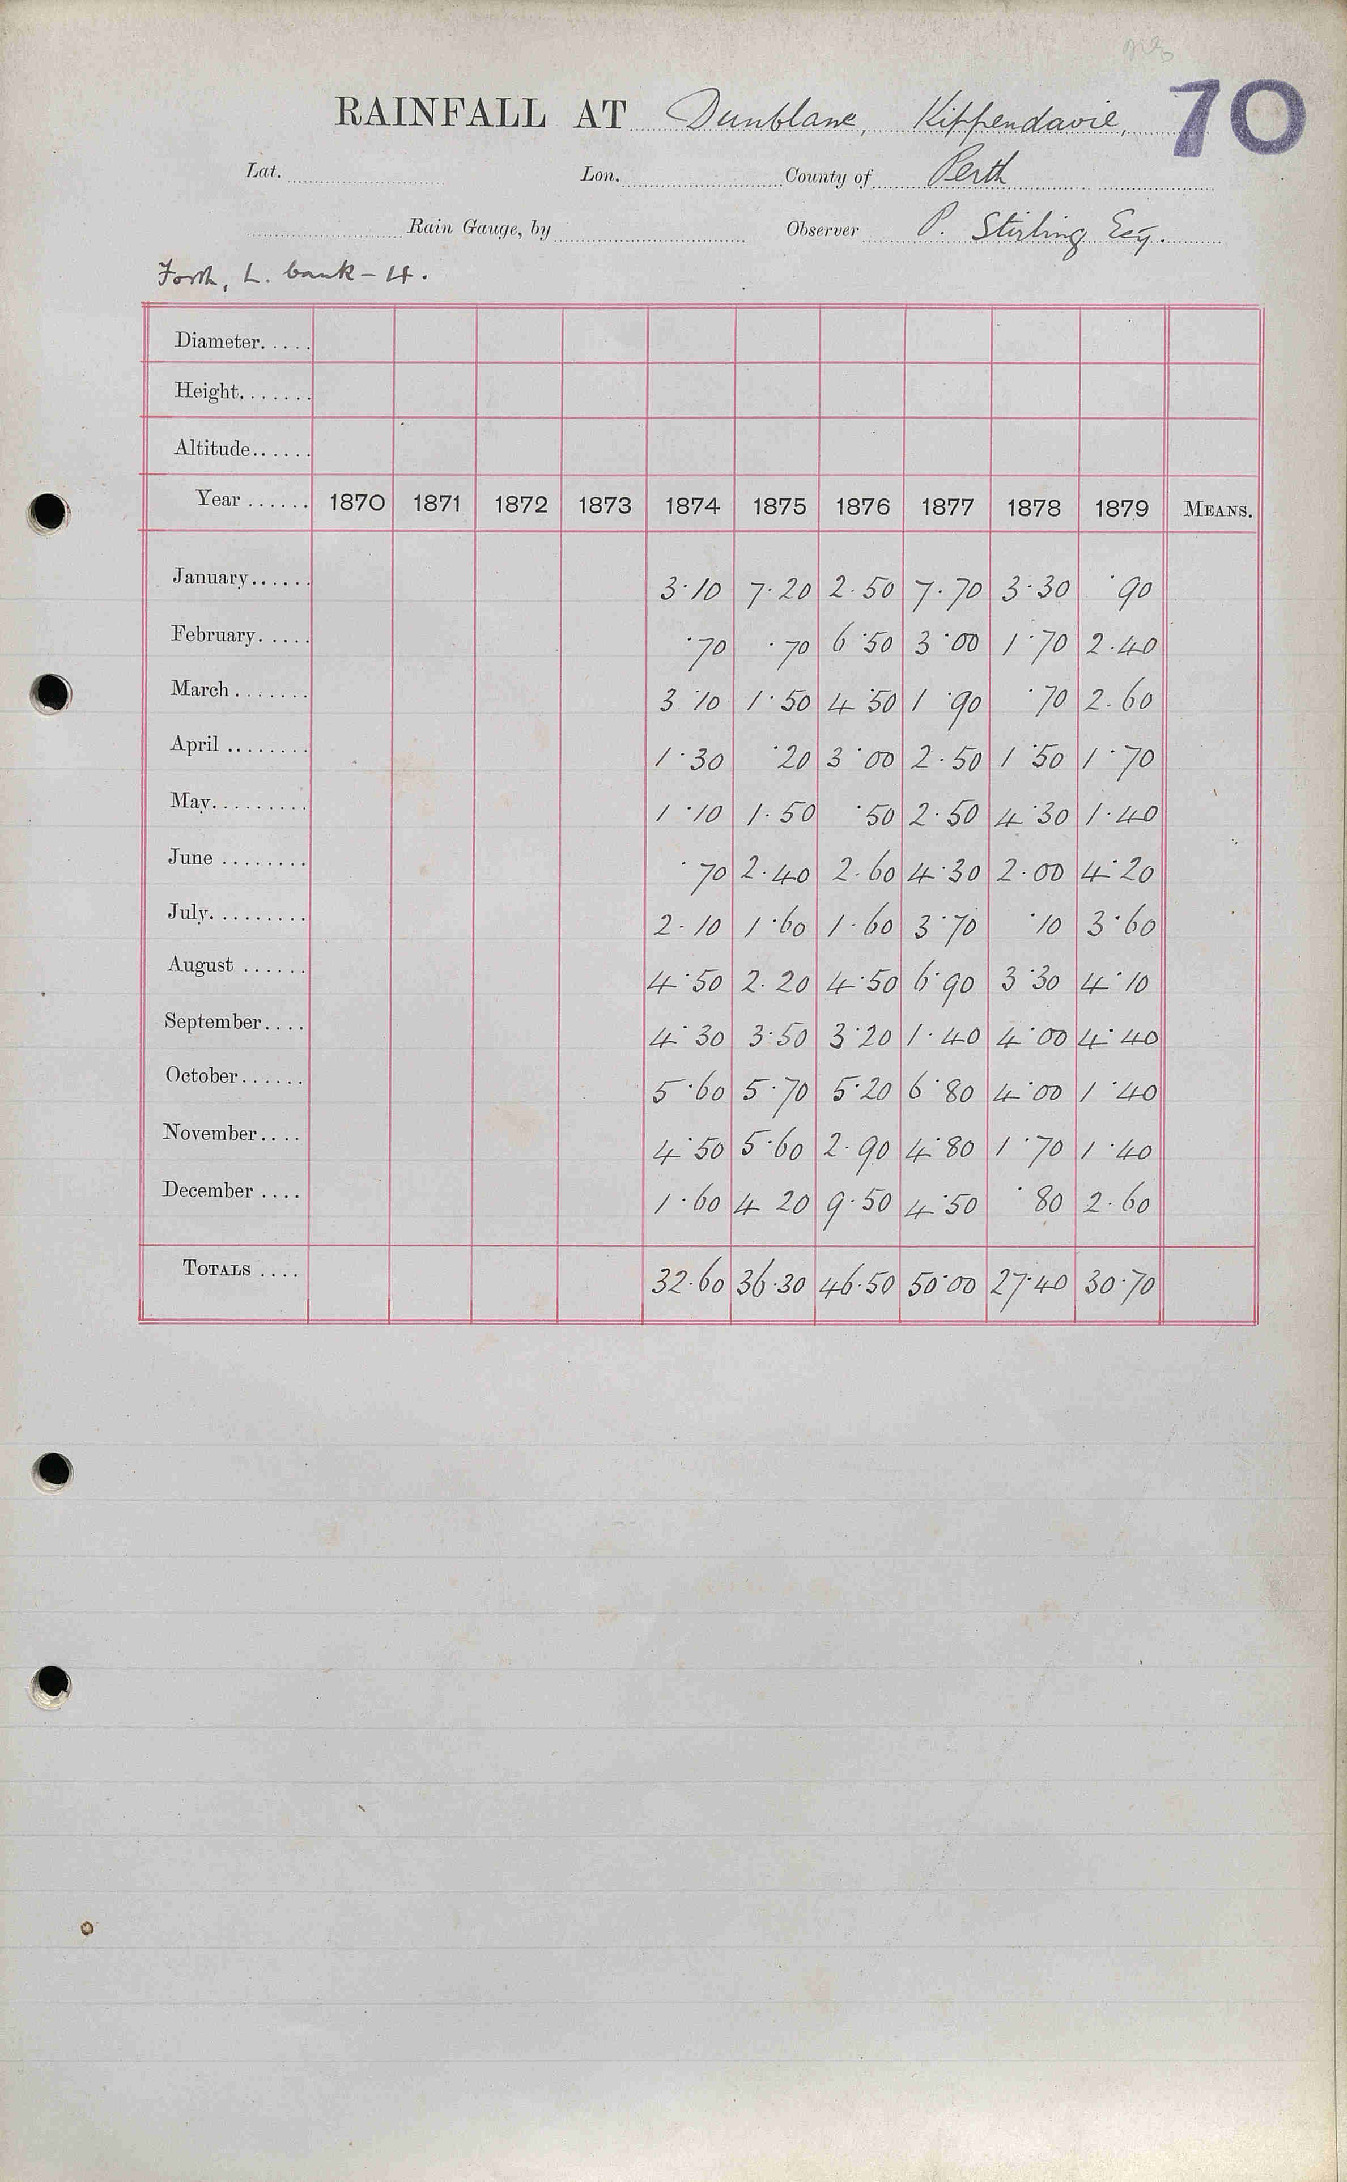 70
RAINFALL AT Dunblane, Kippendavie,
Lat. Lon. County of Perth
Rain Gauge, by Observer P. Stirling Esq.
Forth, L. bank - 4.
Diameter.....
Height.......
Altitude......
Year ...... 1870 1871 1872 1873 1874 1875 1876 1877 1878 1879 MEANS.
January...... 3·10 7·20 2·50 7·70 3·30 ·90
February..... ·70 ·70 6·50 3·00 1·70 2·40
March ....... 3·10 1·50 4·50 1·90 ·70 2·60
April ........ 1·30 ·20 3·00 2·50 1·50 1·70
May......... 1·10 1·50 ·50 2·50 4·30 1·40
June ........ ·70 2·40 2·60 4·30 2·00 4·20
July......... 2·10 1·60 1·60 3·70 ·10 3·60
August ...... 4·50 2·20 4·50 6·90 3·30 4·10
September.... 4·30 3·50 3·20 1·40 4·00 4·40
October...... 5·60 5·70 5·20 6·80 4·00 1·40
November.... 4·50 5·60 2·90 4·80 1·70 1·40
December .... 1·60 4 20 9·50 4·50 ·80 2·60
TOTALS .... 32·60 36·30 46·50 50·00 27·40 30·70